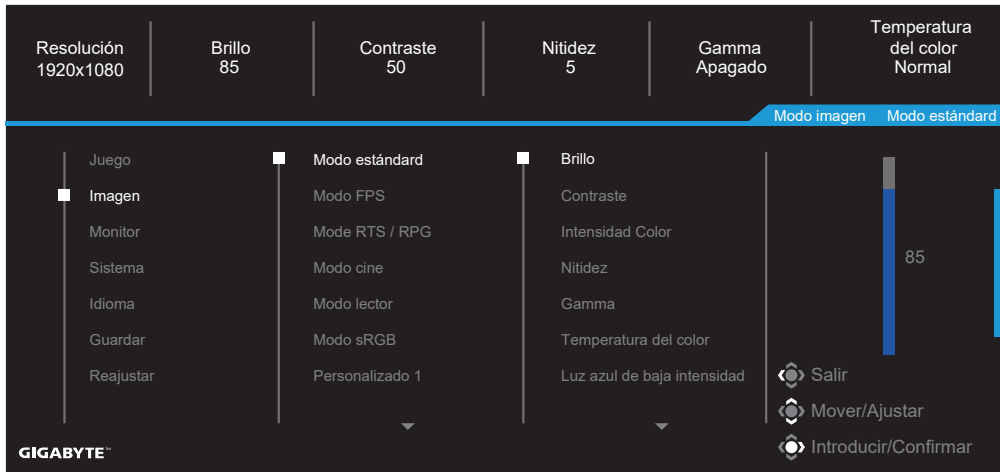 Resolución
1920x1080
Brillo
85
Contraste
50
Nitidez
5
Gamma
Apagado
Temperatura
del color
Normal
Modo imagen Modo estándard
Juego
Imagen
Monitor
Sistema
Idioma
Guardar
Reajustar
Modo estándard
Modo FPS
Mode RTS / RPG
Modo cine
Modo lector
Modo sRGB
Personalizado 1
Brillo
Contraste
Intensidad Color
Nitidez
Gamma
Temperatura del color
Luz azul de baja intensidad
85
Salir
Mover/Ajustar
Introducir/Confirmar
GIGABYTE™